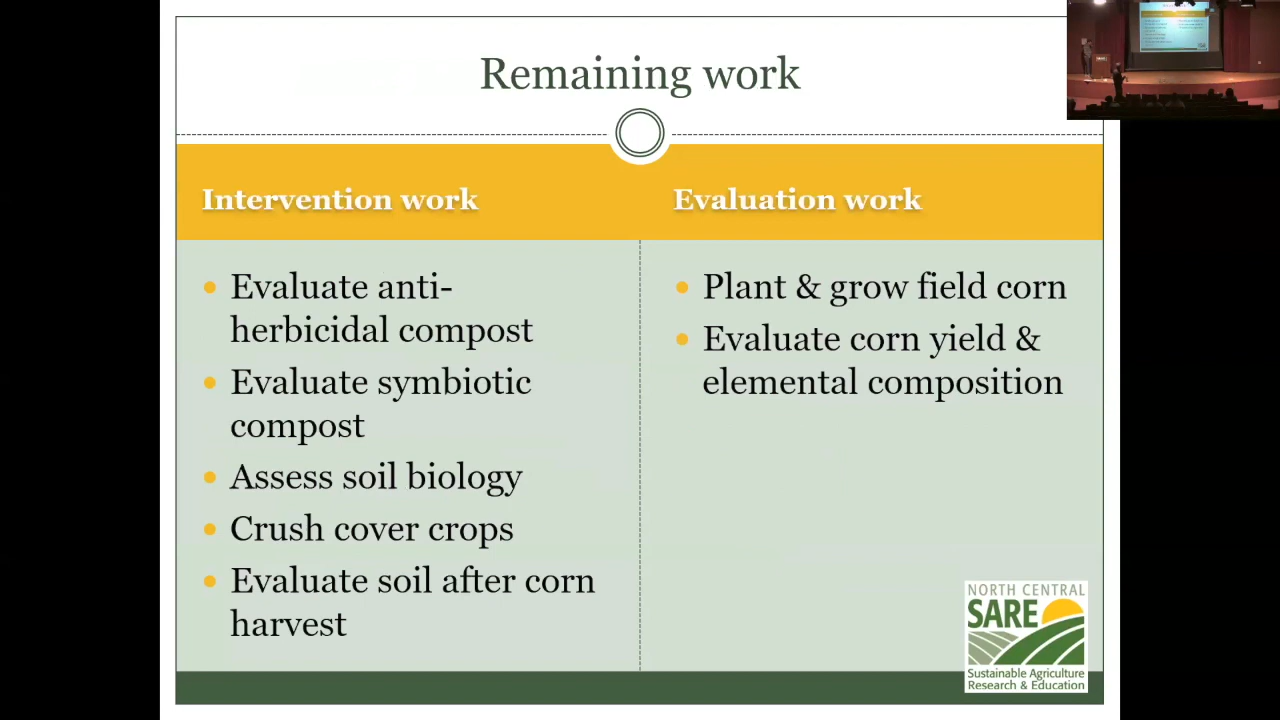 Remaining work
Intervention work
Evaluate anti-
herbicidal compost
Evaluate symbiotic
compost
Assess soil biology
Crush cover crops
Evaluate soil after corn
harvest
Evaluation work
Plant & grow field corn
Evaluate corn yield &
elemental composition
NORTH CENTRAL
SARE
Sustainable Agriculture
Research & Education